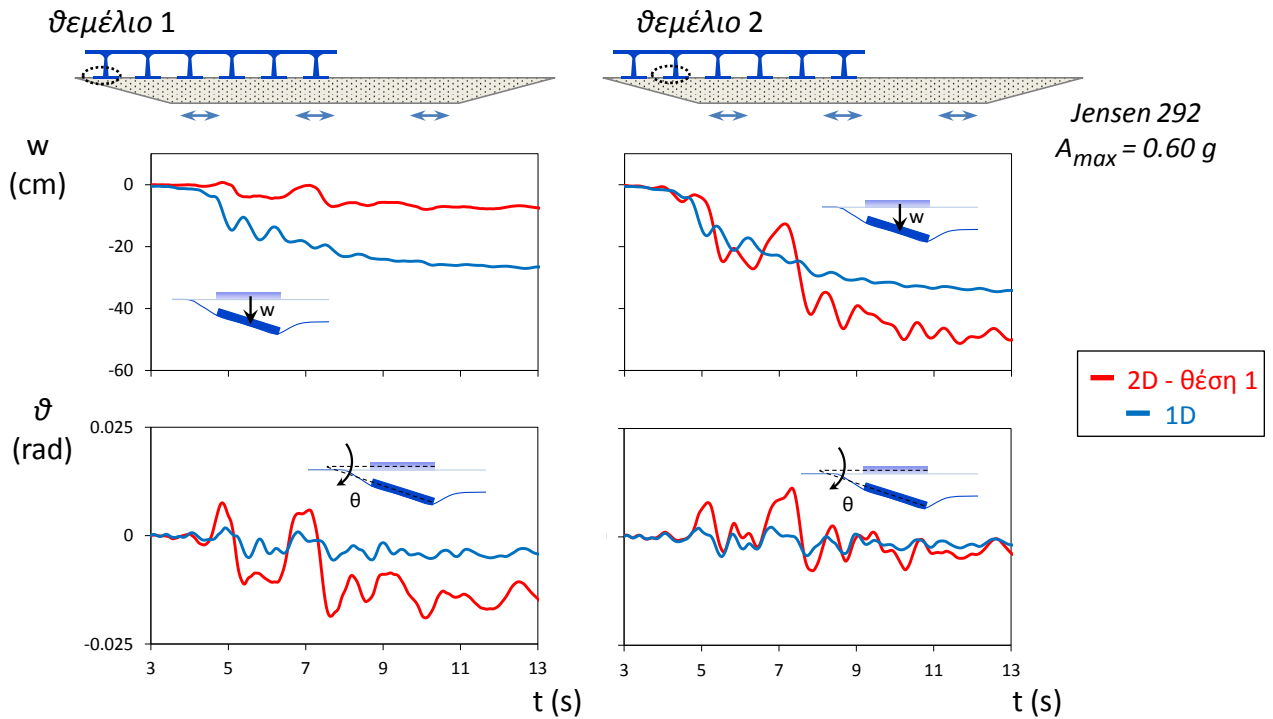 θεμέλιο 1
θεμέλιο 2
Jensen 292
Amax = 0.60 g
w
(cm)
0
-20
-40
-60
w
w
2D - θέση 1
1D
ϑ
(rad)
0.025
0
-0.025
θ
θ
3 5 7 9 11 13
3 5 7 9 11 13
t (s)
t (s)